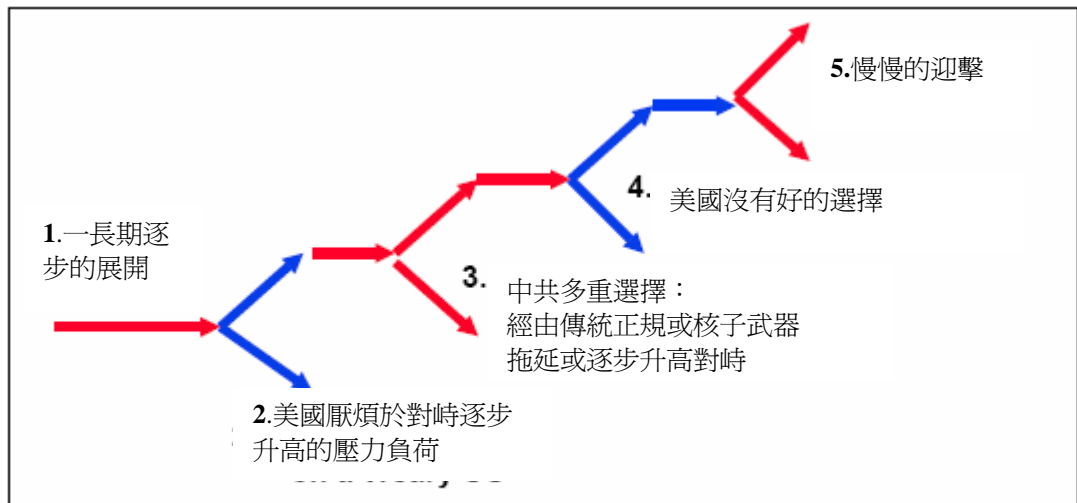 1.一長期逐
步的展開
2.美國厭煩於對峙逐步
升高的壓力負荷
3.
中共多重選擇：
經由傳統正規或核子武器
拖延或逐步升高對峙
4.
美國沒有好的選擇
5.慢慢的迎擊